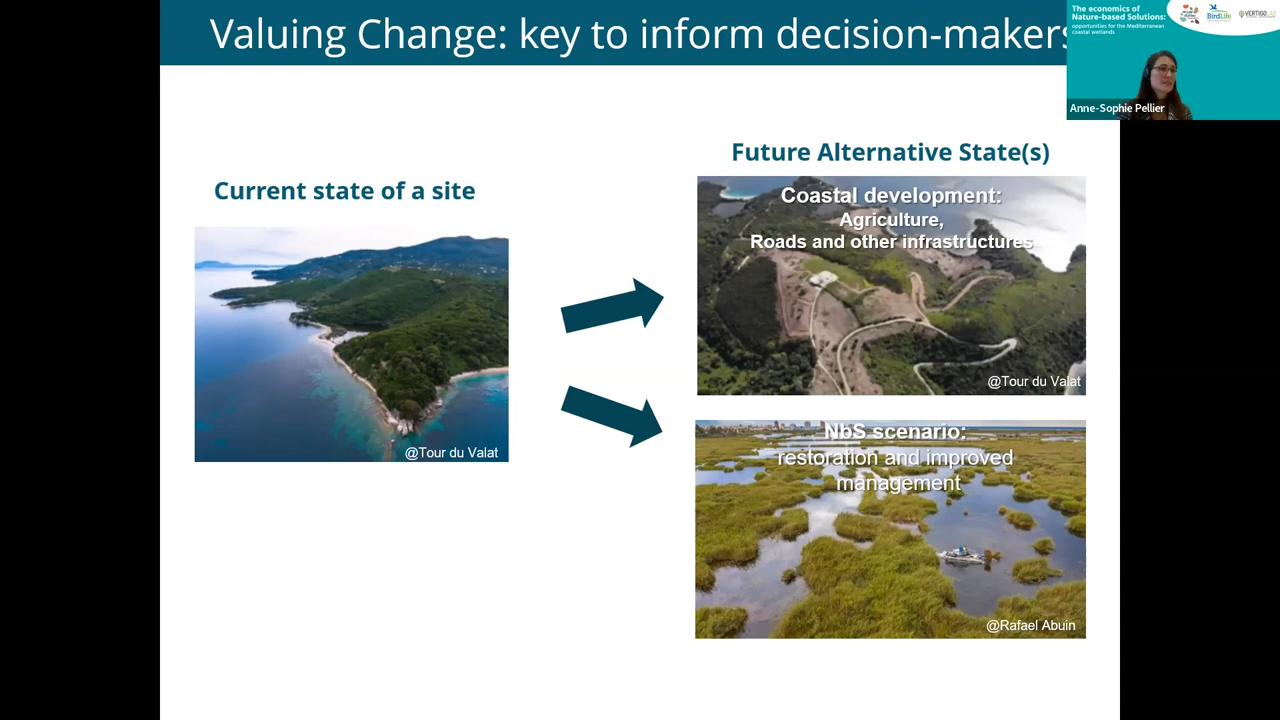 Valuing Change: key to inform decision-makers
The economics of
Nature-based Solutions:
opportunities for the Mediterranean
coastal wetlands
BirdLife
VERTIGOLAB
Anne-Sophie Pellier
Current state of a site
@Tour du Valat
Future Alternative State(s)
Coastal development:
Agriculture,
Roads and other infrastructures
@Tour du Valat
NbS scenario:
restoration and improved
management
@Rafael Abuin